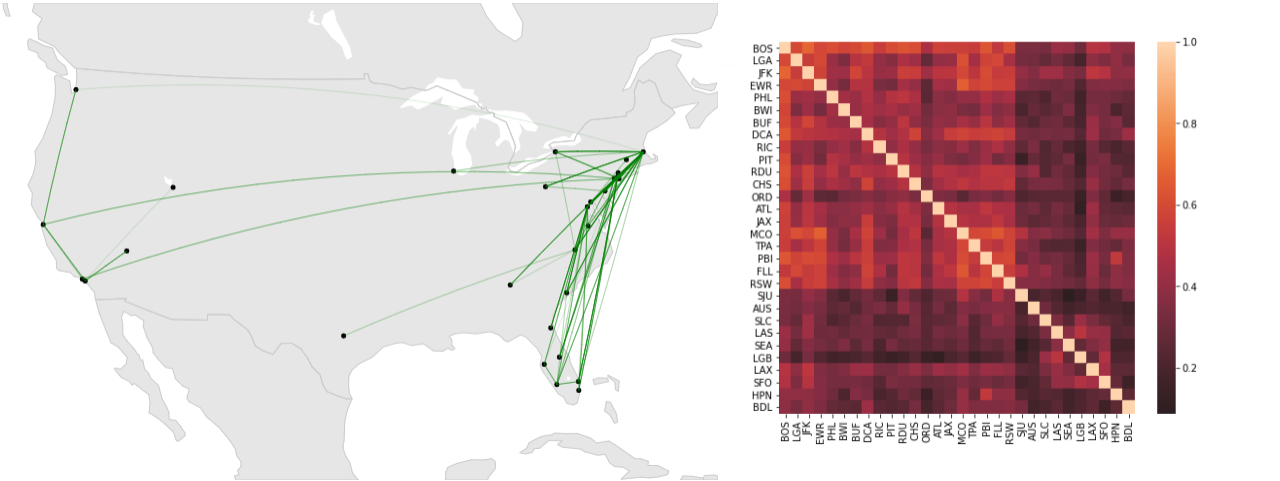 BOS
LGA
JFK
EWR
PHL
BWI
BUF
DCA
RIC
PIT
RDU
CHS
ORD
ATL
JAX
MCO
TPA
PBI
FLL
RSW
SJU
AUS
SLC
LAS
SEA
LGB
LAX
SFO
HPN
BDL
BOS LGA JFK EWR PHL BWI BUF DCA RIC PIT RDU CHS ORD ATL JAX MCO TPA PBI FLL RSW SJU AUS SLC LAS SEA LGB LAX SFO HPN BDL
1.0
0.8
0.6
0.4
0.2